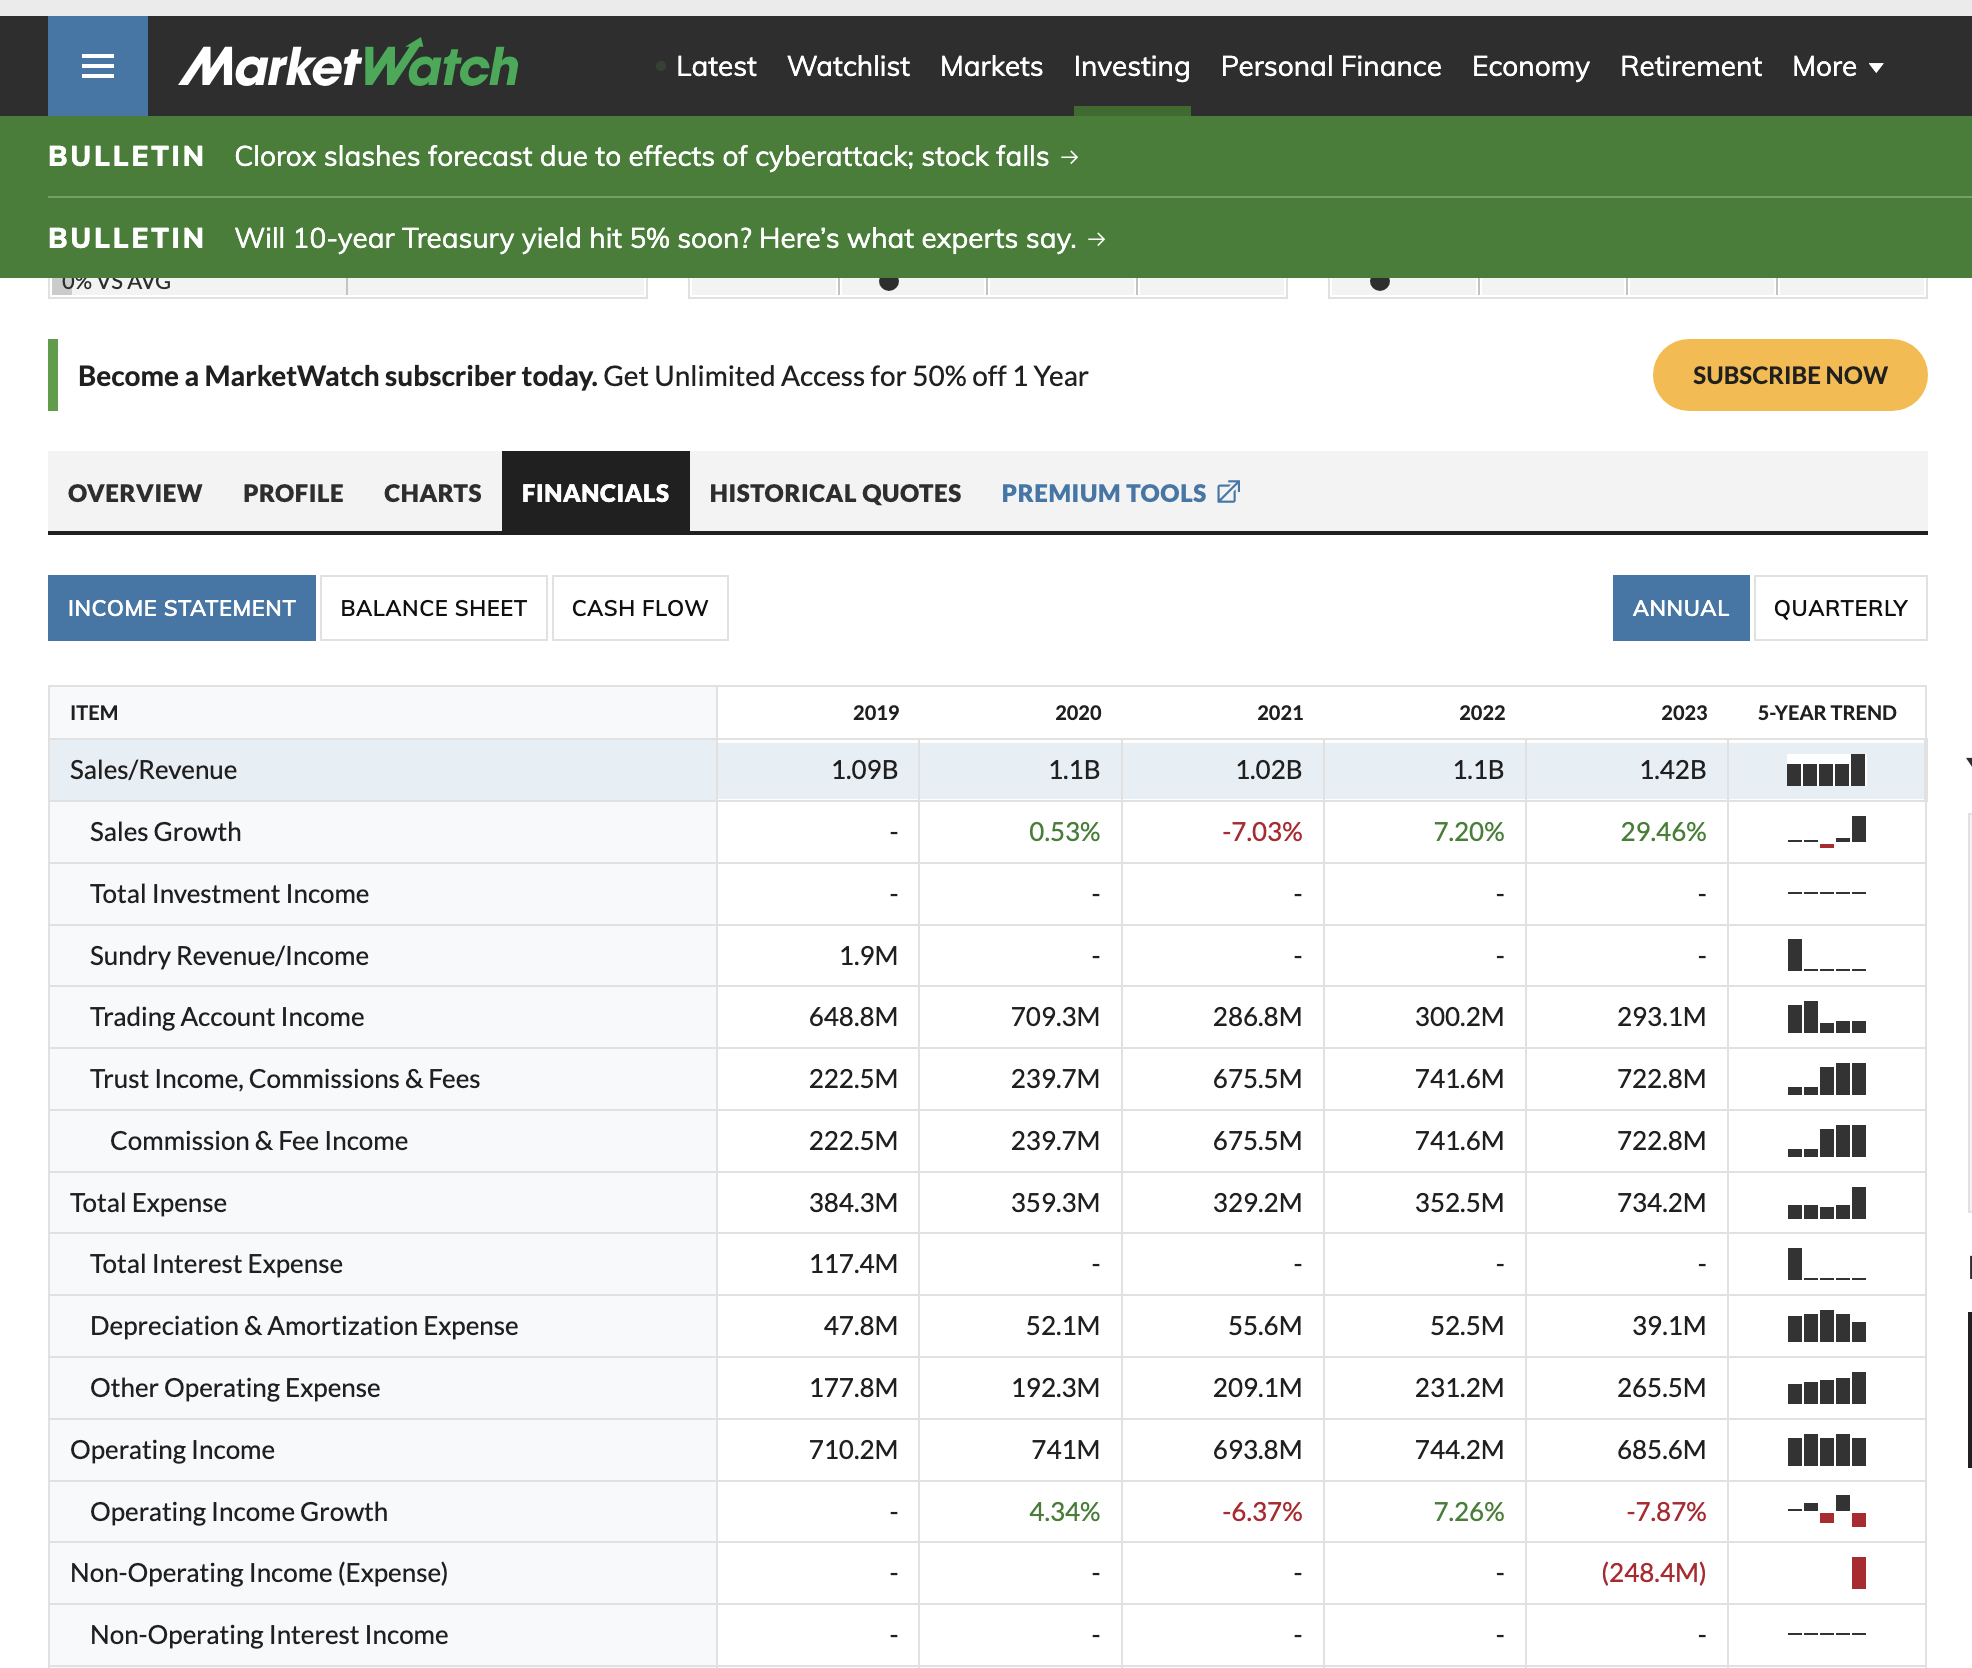 MarketWatch
Latest Watchlist Markets Investing Personal Finance Economy Retirement More
BULLETIN Clorox slashes forecast due to effects of cyberattack; stock falls →
BULLETIN Will 10-year Treasury yield hit 5% soon? Here’s what experts say. →
0% VS AVG
Become a MarketWatch subscriber today. Get Unlimited Access for 50% off 1 Year
SUBSCRIBE NOW
OVERVIEW PROFILE CHARTS FINANCIALS HISTORICAL QUOTES PREMIUM TOOLS
INCOME STATEMENT BALANCE SHEET CASH FLOW ANNUAL QUARTERLY
ITEM 2019 2020 2021 2022 2023 5-YEAR TREND
Sales/Revenue 1.09B 1.1B 1.02B 1.1B 1.42B
Sales Growth - 0.53% -7.03% 7.20% 29.46%
Total Investment Income - - - - -
Sundry Revenue/Income 1.9M - - - -
Trading Account Income 648.8M 709.3M 286.8M 300.2M 293.1M
Trust Income, Commissions & Fees 222.5M 239.7M 675.5M 741.6M 722.8M
Commission & Fee Income 222.5M 239.7M 675.5M 741.6M 722.8M
Total Expense 384.3M 359.3M 329.2M 352.5M 734.2M
Total Interest Expense 117.4M - - - -
Depreciation & Amortization Expense 47.8M 52.1M 55.6M 52.5M 39.1M
Other Operating Expense 177.8M 192.3M 209.1M 231.2M 265.5M
Operating Income 710.2M 741M 693.8M 744.2M 685.6M
Operating Income Growth - 4.34% -6.37% 7.26% -7.87%
Non-Operating Income (Expense) - - - - (248.4M)
Non-Operating Interest Income - - - - -